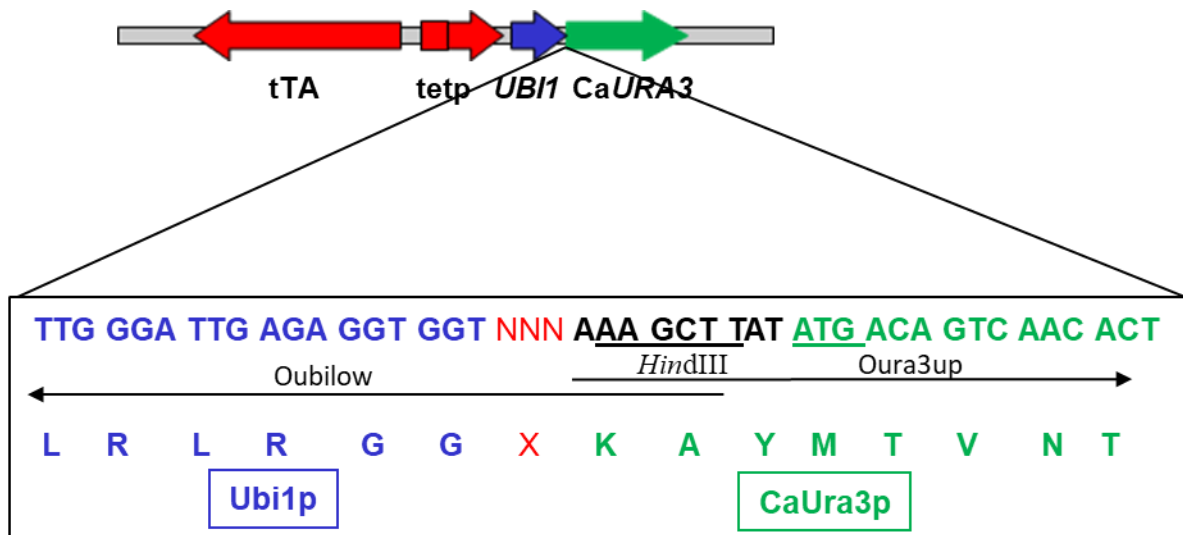 tTA tetp UBI1 CaURA3
TTG GGA TTG AGA GGT GGT NNN AAA GCT TAT ATG ACA GTC AAC ACT
Oubilow HindIII Oura3up
L R L R G G X K A Y M T V N T
Ubi1p CaUra3p